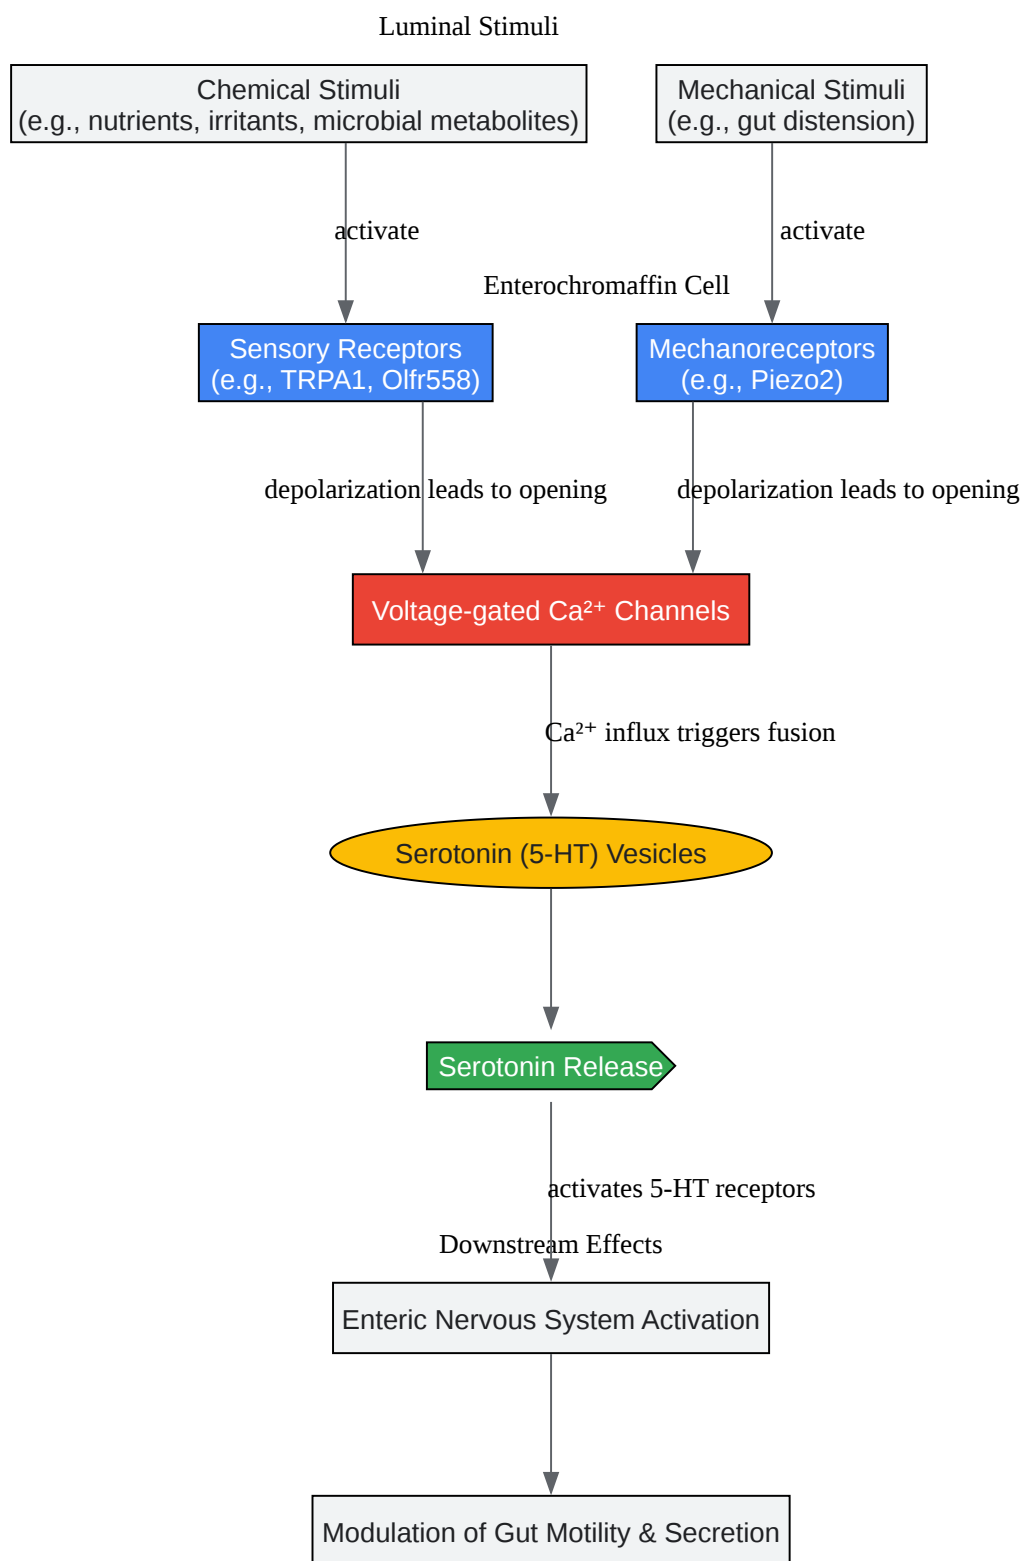 Luminal Stimuli
Chemical Stimuli
(e.g., nutrients, irritants, microbial metabolites)
Mechanical Stimuli
(e.g., gut distension)
activate
activate
Enterochromaffin Cell
Sensory Receptors
(e.g., TRPA1, Olfr558)
Mechanoreceptors
(e.g., Piezo2)
depolarization leads to opening
depolarization leads to opening
Voltage-gated Ca²⁺ Channels
Ca²⁺ influx triggers fusion
Serotonin (5-HT) Vesicles
Serotonin Release
activates 5-HT receptors
Downstream Effects
Enteric Nervous System Activation
Modulation of Gut Motility & Secretion